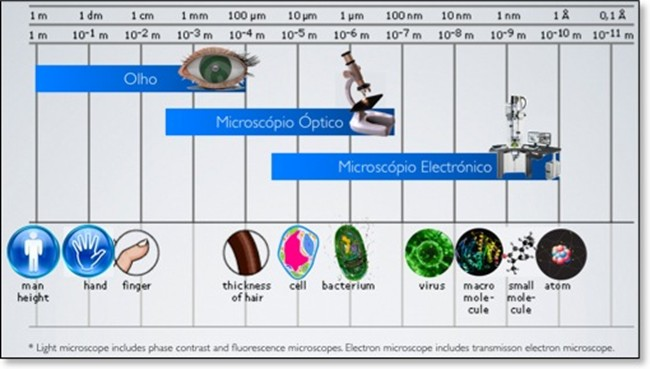 1 m 1 dm 1 cm 1 mm 100 µm 10 µm 1 µm 100 nm 10 nm 1 nm 1 Å 0,1 Å
1 m 10⁻¹ m 10⁻² m 10⁻³ m 10⁻⁴ m 10⁻⁵ m 10⁻⁶ m 10⁻⁷ m 10⁻⁸ m 10⁻⁹ m 10⁻¹⁰ m 10⁻¹¹ m
Olho
Microscópio Óptico
Microscópio Electrónico
man
height
hand
finger
thickness
of hair
cell
bacterium
virus
macro
mole-
cule
small
mole-
cule
atom
* Light microscope includes phase contrast and fluorescence microscopes. Electron microscope includes transmisson electron microscope.